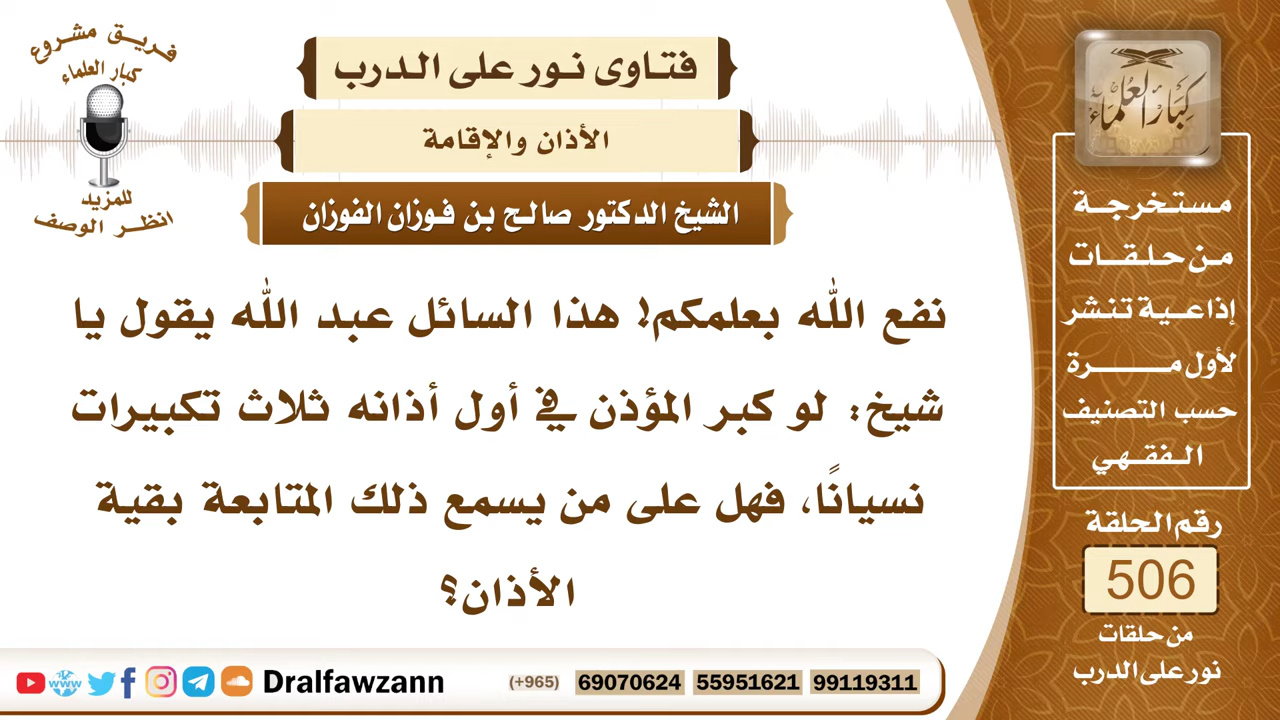 فريق مشروع
كبار العلماء
للمزيد
انظر الوصف
فتاوى نور على الدرب
الأذان والإقامة
الشيخ الدكتور صالح بن فوزان الفوزان
نفع الله بعلمكم! هذا السائل عبد الله يقول يا
شيخ: لو كبر المؤذن في أول أذانه ثلاث تكبيرات
نسيانًا، فهل على من يسمع ذلك المتابعة بقية
الأذان؟
كبار العلماء
مستخرجة
من حلقات
إذاعية تنشر
لأول مرة
حسب التصنيف
الفقهي
رقم الحلقة
506
من حلقات
نور على الدرب
www Dralfawzann (+965) 69070624 55951621 99119311